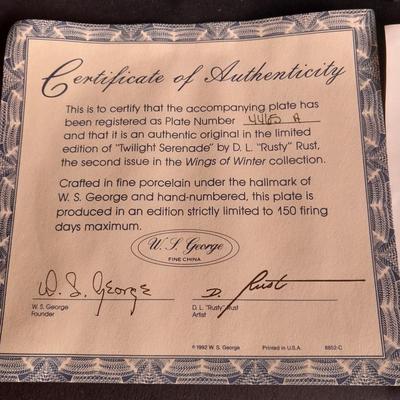 Certificate of Authenticity
This is to certify that the accompanying plate has
been registered as Plate Number 4465 A
and that it is an authentic original in the limited
edition of "Twilight Serenade" by D. L. "Rusty" Rust,
the second issue in the Wings of Winter collection.
Crafted in fine porcelain under the hallmark of
W. S. George and hand-numbered, this plate is
produced in an edition strictly limited to 150 firing
days maximum.
W. S. George
FINE CHINA
W. S. George
D. Rust
W. S. George
Founder
D. L. "Rusty" Rust
Artist
© 1992 W. S. George
Printed in U.S.A.
8852-C